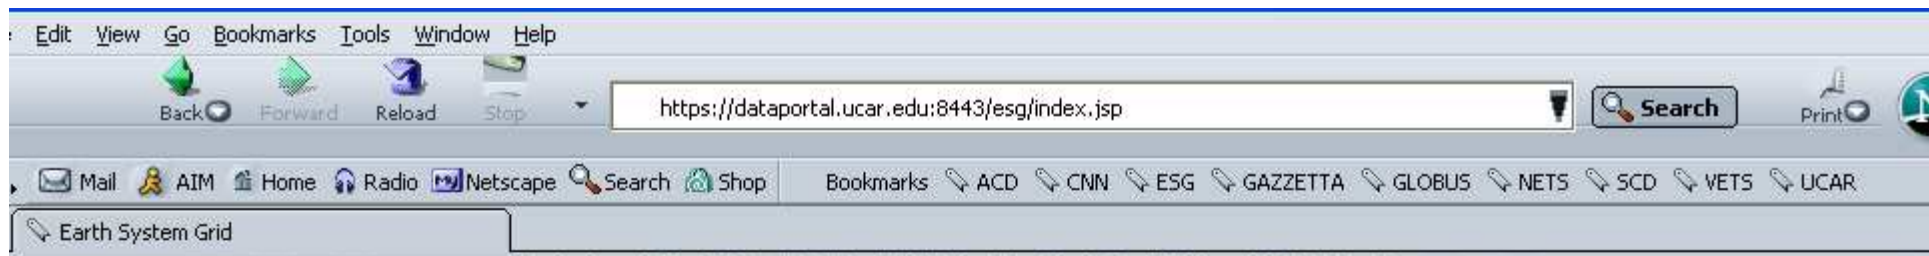 Edit View Go Bookmarks Tools Window Help
Back Forward Reload Stop https://dataportal.ucar.edu:8443/esg/index.jsp Search Print N
Mail AIM Home Radio Netscape Search Shop Bookmarks ACD CNN ESG GAZZETTA GLOBUS NETS SCD VETS UCAR
Earth System Grid